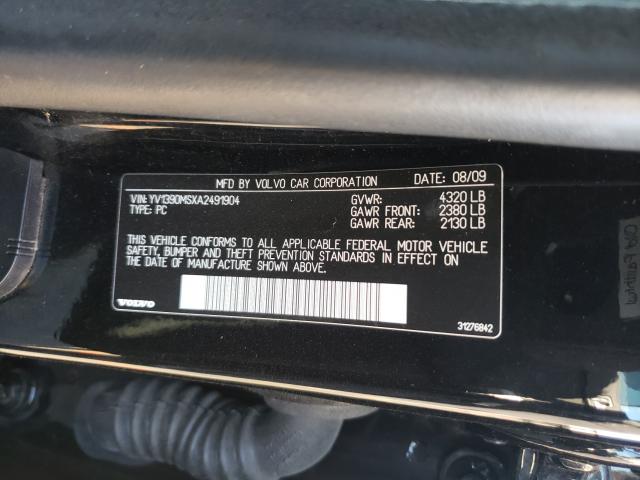 MFD BY VOLVO CAR CORPORATION DATE: 08/09
VIN: YV1390MSXA2491904 GVWR: 4320 LB
TYPE: PC GAWR FRONT: 2380 LB
GAWR REAR: 2130 LB
THIS VEHICLE CONFORMS TO ALL APPLICABLE FEDERAL MOTOR VEHICLE
SAFETY, BUMPER AND THEFT PREVENTION STANDARDS IN EFFECT ON
THE DATE OF MANUFACTURE SHOWN ABOVE.
VOLVO 31276842